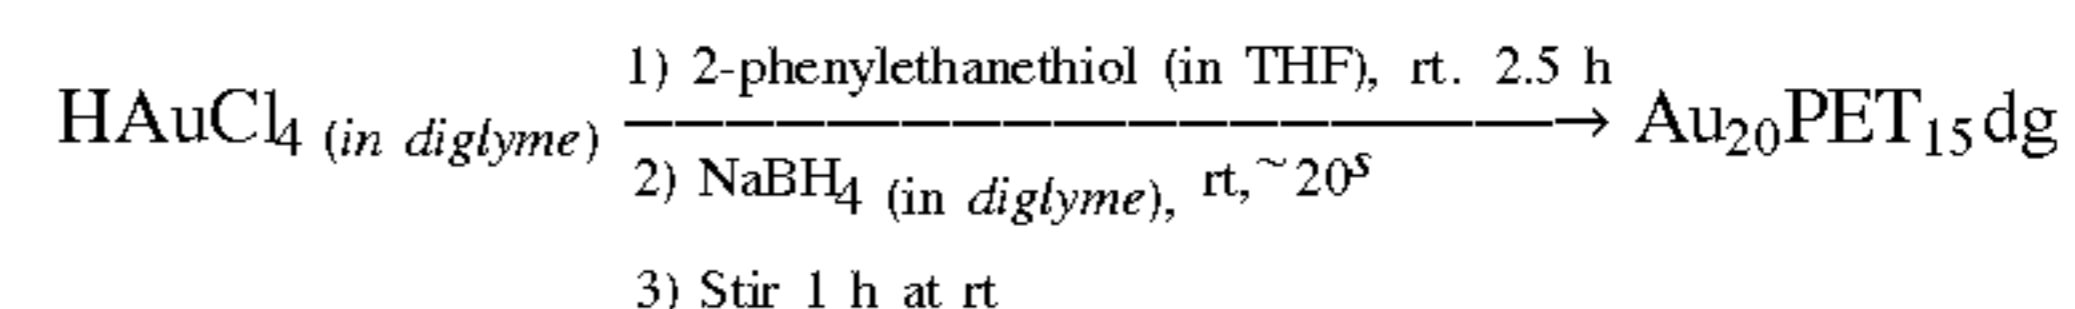 1) 2-phenylethanethiol (in THF), rt. 2.5 h
HAuCl4 (in diglyme) ⟶ Au20PET15dg
2) NaBH4 (in diglyme), rt,~20s
3) Stir 1 h at rt